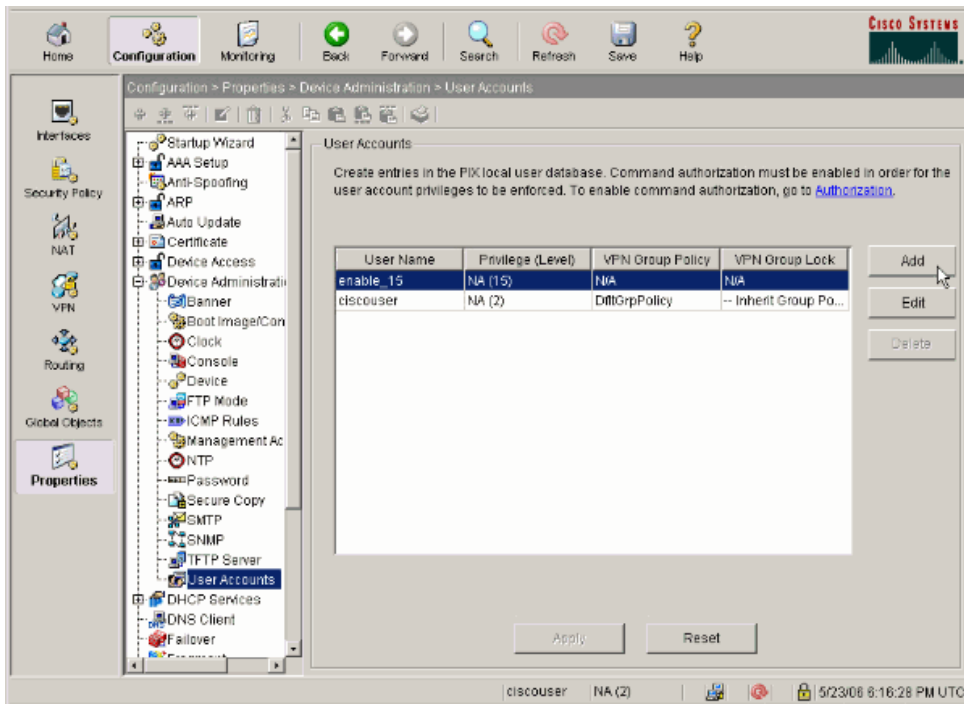 Home
Configuration
Monitoring
Back
Forward
Search
Refresh
Save
Help
CISCO SYSTEMS
Configuration > Properties > Device Administration > User Accounts
Interfaces
Security Policy
NAT
VPN
Routing
Global Objects
Properties
Startup Wizard
AAA Setup
Anti-Spoofing
ARP
Auto Update
Certificate
Device Access
Device Administrati
Banner
Boot Image/Con
Clock
Console
Device
FTP Mode
ICMP Rules
Management Ac
NTP
Password
Secure Copy
SMTP
SNMP
TFTP Server
User Accounts
DHCP Services
DNS Client
Failover
User Accounts
Create entries in the PIX local user database. Command authorization must be enabled in order for the
user account privileges to be enforced. To enable command authorization, go to Authorization.
User Name Privilege (Level) VPN Group Policy VPN Group Lock
enable_15 NA (15) N/A N/A
ciscouser NA (2) DfltGrpPolicy -- Inherit Group Po...
Add
Edit
Delete
Apply
Reset
ciscouser NA (2) 5/23/06 6:16:28 PM UTC